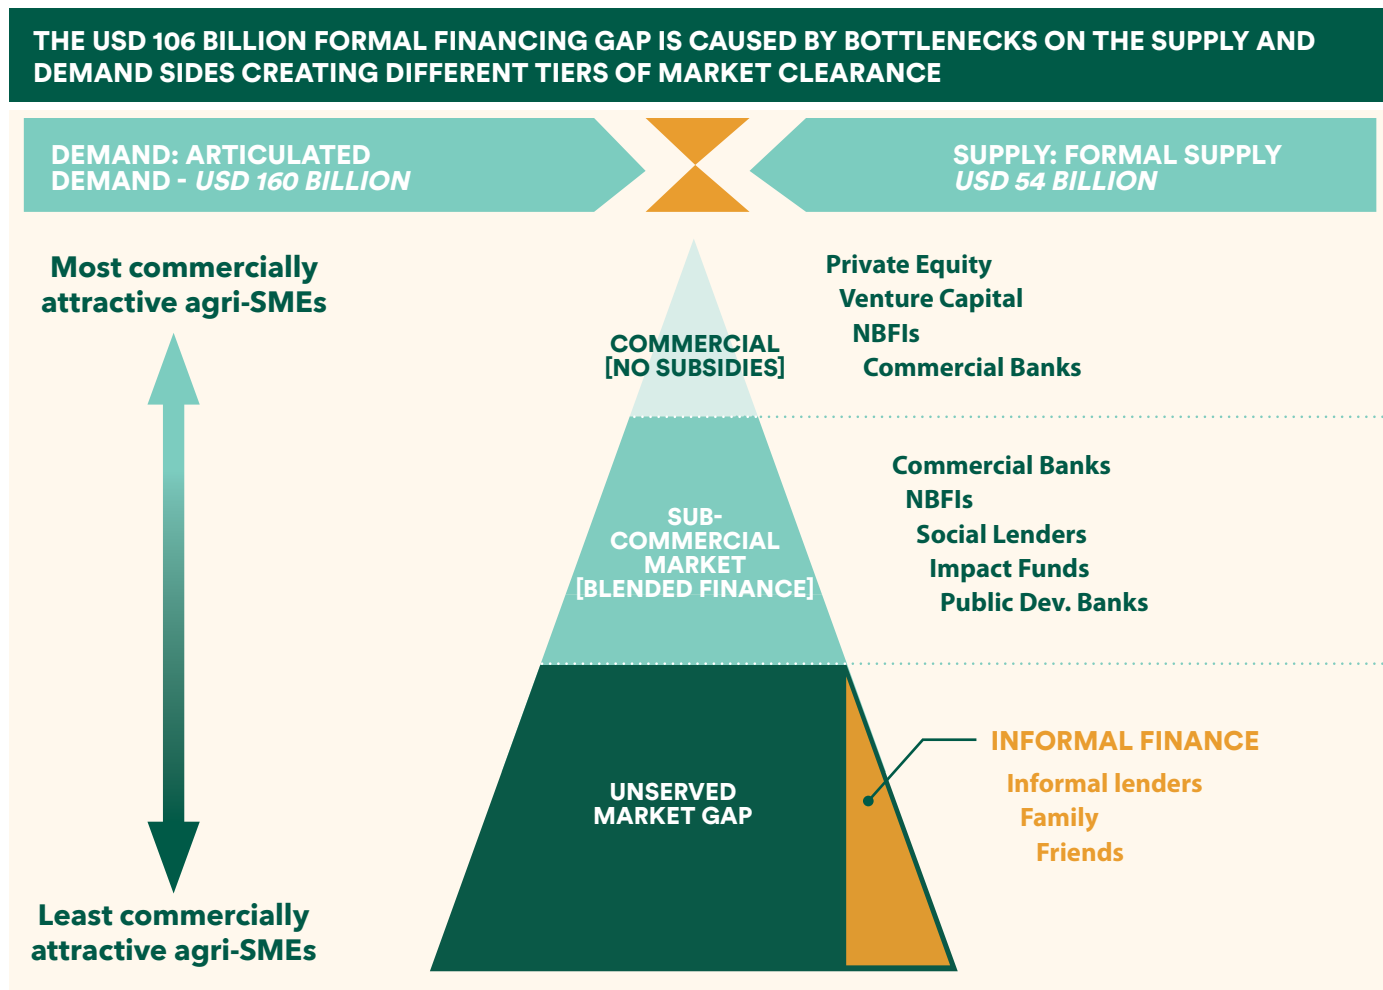 THE USD 106 BILLION FORMAL FINANCING GAP IS CAUSED BY BOTTLENECKS ON THE SUPPLY AND
DEMAND SIDES CREATING DIFFERENT TIERS OF MARKET CLEARANCE
DEMAND: ARTICULATED
DEMAND - USD 160 BILLION
SUPPLY: FORMAL SUPPLY
USD 54 BILLION
Most commercially
attractive agri-SMEs
Least commercially
attractive agri-SMEs
COMMERCIAL
[NO SUBSIDIES]
Private Equity
Venture Capital
NBFIs
Commercial Banks
SUB-
COMMERCIAL
MARKET
[BLENDED FINANCE]
Commercial Banks
NBFIs
Social Lenders
Impact Funds
Public Dev. Banks
UNSERVED
MARKET GAP
INFORMAL FINANCE
Informal lenders
Family
Friends